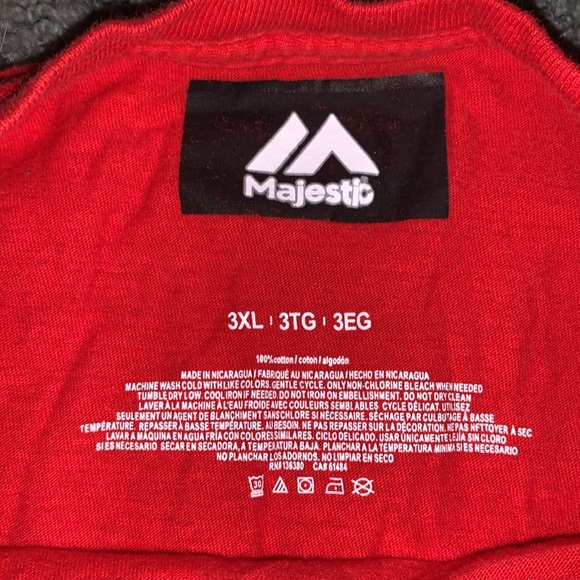 Majestic
3XL | 3TG | 3EG
100%cotton / coton / algodón
MADE IN NICARAGUA / FABRIQUÉ AU NICARAGUA / HECHO EN NICARAGUA
MACHINE WASH COLD WITH LIKE COLORS. GENTLE CYCLE. ONLY NON-CHLORINE BLEACH WHEN NEEDED
TUMBLE DRY LOW. COOL IRON IF NEEDED. DO NOT IRON ON EMBELLISHMENT. DO NOT DRY CLEAN
LAVER À LA MACHINE À L'EAU FROIDE AVEC COULEURS SEMBLABLES. CYCLE DÉLICAT. UTILISEZ
SEULEMENT UN AGENT DE BLANCHIMENT SANS CHLORE SI NÉCESSAIRE. SÉCHAGE PAR CULBUTAGE À BASSE
TEMPÉRATURE. REPASSER À BASSE TEMPÉRATURE. AU BESOIN. NE PAS REPASSER SUR LA DÉCORATION. NE PAS NETTOYER À SEC
LAVAR A MÁQUINA EN AGUA FRÍA CON COLORES SIMILARES. CICLO DELICADO. USAR ÚNICAMENTE LEJÍA SIN CLORO
SI ES NECESARIO. SECAR EN SECADORA, A TEMPERATURA BAJA. PLANCHAR A LA TEMPERATURA MINIMA SI ES NECESARIO
NO PLANCHAR LOS ADORNOS. NO LIMPIAR EN SECO
RN# 136380 CA# 61484
30